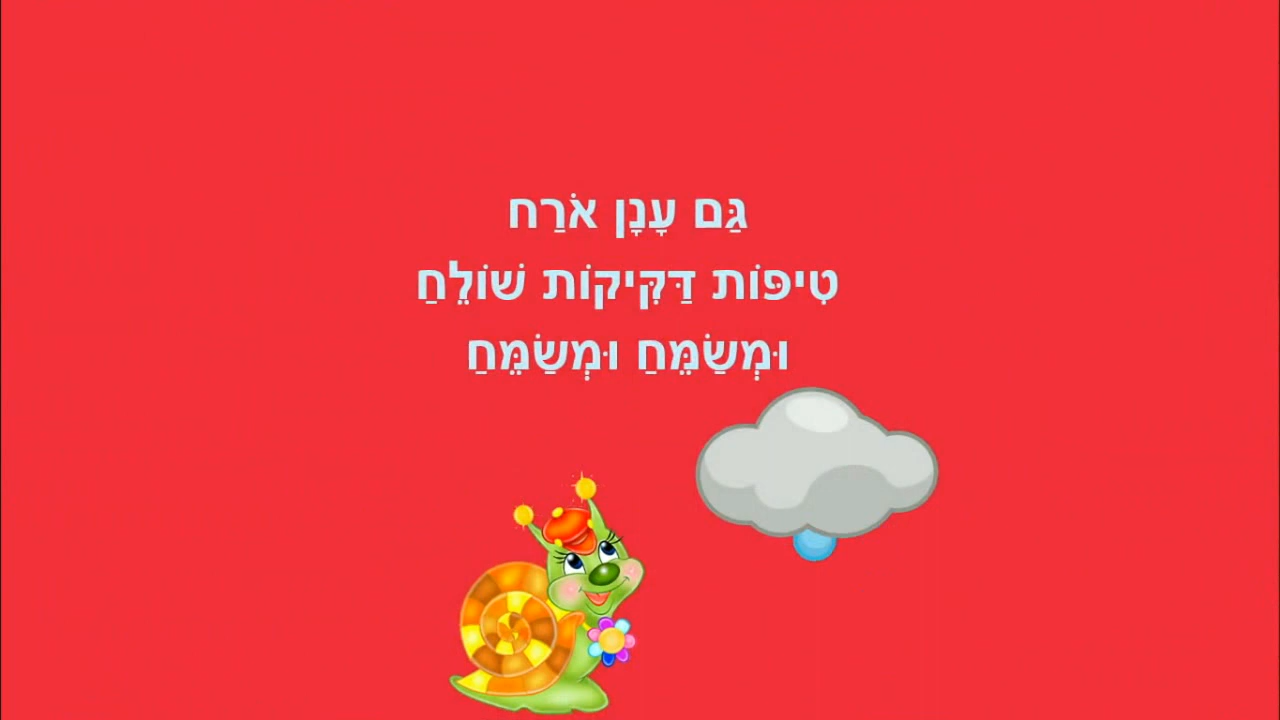 גַּם עָנָן אֹרַח
טִיפּוֹת דַּקִּיקוֹת שׁוֹלֵחַ
וּמְשַׂמֵּחַ וּמְשַׂמֵּחַ